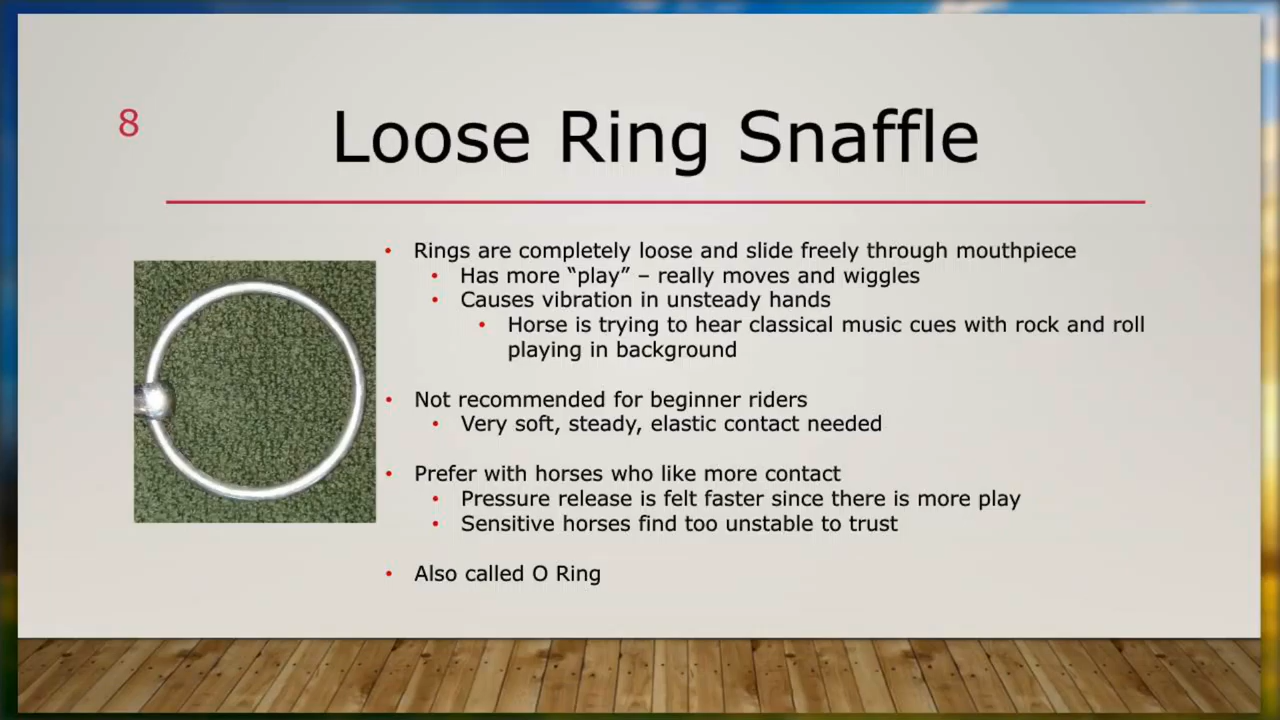 8
Loose Ring Snaffle
• Rings are completely loose and slide freely through mouthpiece
• Has more “play” – really moves and wiggles
• Causes vibration in unsteady hands
• Horse is trying to hear classical music cues with rock and roll
playing in background
• Not recommended for beginner riders
• Very soft, steady, elastic contact needed
• Prefer with horses who like more contact
• Pressure release is felt faster since there is more play
• Sensitive horses find too unstable to trust
• Also called O Ring